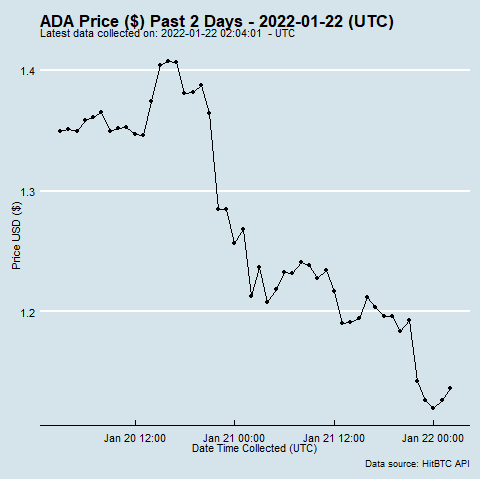 ADA Price ($) Past 2 Days - 2022-01-22 (UTC)
Latest data collected on: 2022-01-22 02:04:01 - UTC
1.4
1.3
1.2
Price USD ($)
Jan 20 12:00 Jan 21 00:00 Jan 21 12:00 Jan 22 00:00
Date Time Collected (UTC)
Data source: HitBTC API